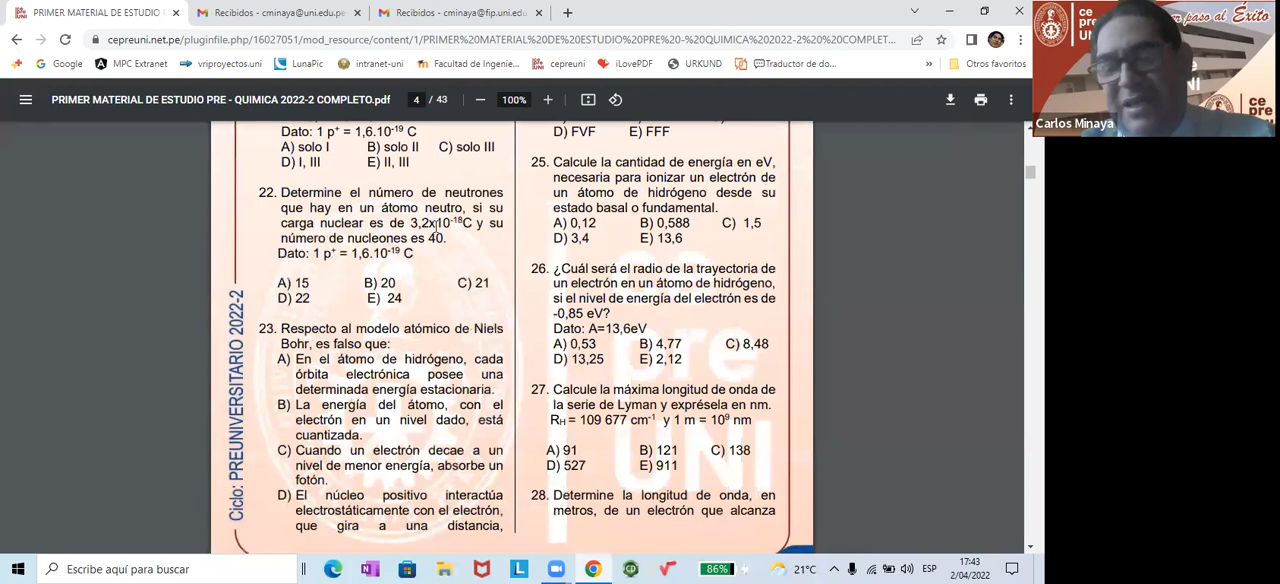 PRIMER MATERIAL DE ESTUDIO PRE
Recibidos - cminaya@uni.edu.pe
Recibidos - cminaya@fip.uni.edu
cepreuni.net.pe/pluginfile.php/16027051/mod_resource/content/1/PRIMER%20MATERIAL%20DE%20ESTUDIO%20PRE%20-%20QUIMICA%202022-2%20%20COMPLET...
Google
MPC Extranet
vriproyectos.uni
LunaPic
intranet-uni
Facultad de Ingenie...
cepreuni
iLovePDF
URKUND
Traductor de do...
»
Otros favoritos
PRIMER MATERIAL DE ESTUDIO PRE - QUIMICA 2022-2 COMPLETO.pdf
4 / 43
100%
Dato: 1 p⁺ = 1,6.10⁻¹⁹ C
A) solo I B) solo II C) solo III
D) I, III E) II, III
22. Determine el número de neutrones
que hay en un átomo neutro, si su
carga nuclear es de 3,2x10⁻¹⁸C y su
número de nucleones es 40.
Dato: 1 p⁺ = 1,6.10⁻¹⁹ C
A) 15 B) 20 C) 21
D) 22 E) 24
23. Respecto al modelo atómico de Niels
Bohr, es falso que:
A) En el átomo de hidrógeno, cada
órbita electrónica posee una
determinada energía estacionaria.
B) La energía del átomo, con el
electrón en un nivel dado, está
cuantizada.
C) Cuando un electrón decae a un
nivel de menor energía, absorbe un
fotón.
D) El núcleo positivo interactúa
electrostáticamente con el electrón,
que gira a una distancia,
D) FVF E) FFF
25. Calcule la cantidad de energía en eV,
necesaria para ionizar un electrón de
un átomo de hidrógeno desde su
estado basal o fundamental.
A) 0,12 B) 0,588 C) 1,5
D) 3,4 E) 13,6
26. ¿Cuál será el radio de la trayectoria de
un electrón en un átomo de hidrógeno,
si el nivel de energía del electrón es de
-0,85 eV?
Dato: A=13,6eV
A) 0,53 B) 4,77 C) 8,48
D) 13,25 E) 2,12
27. Calcule la máxima longitud de onda de
la serie de Lyman y exprésela en nm.
R_H = 109 677 cm⁻¹ y 1 m = 10⁹ nm
A) 91 B) 121 C) 138
D) 527 E) 911
28. Determine la longitud de onda, en
metros, de un electrón que alcanza
Ciclo: PREUNIVERSITARIO 2022-2
ce
pre
UNI
paso al Éxito
Carlos Minaya
Escribe aquí para buscar
86%
21°C
ESP
17:43
2/04/2022